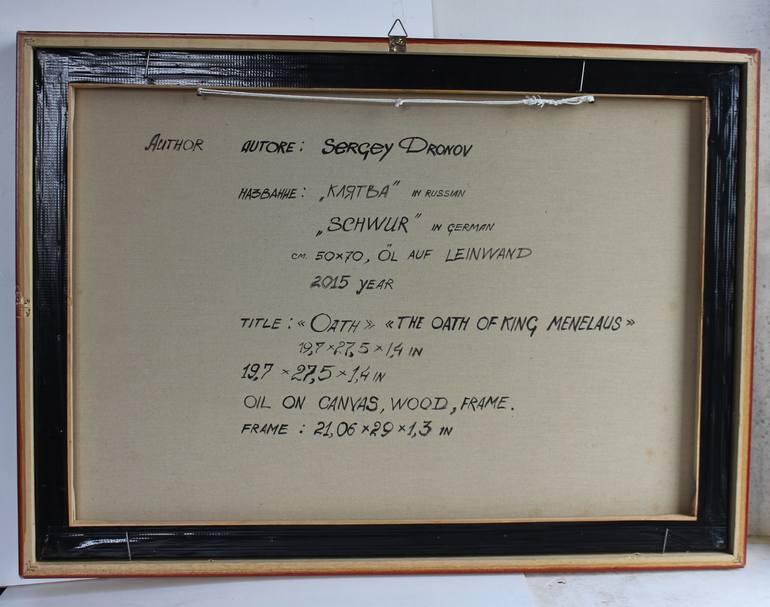 AUTHOR AUTORE: SERGEY DRONOV
НАЗВАНИЕ: „КЛЯТВА" IN RUSSIAN
„SCHWUR" IN GERMAN
CM. 50×70, ÖL AUF LEINWAND
2015 YEAR
TITLE: «OATH» «THE OATH OF KING MENELAUS»
19,7 × 27,5 × 1,4 IN
19,7 × 27,5 × 1,4 IN
OIL ON CANVAS, WOOD, FRAME.
FRAME: 21,06 × 29 × 1,3 IN